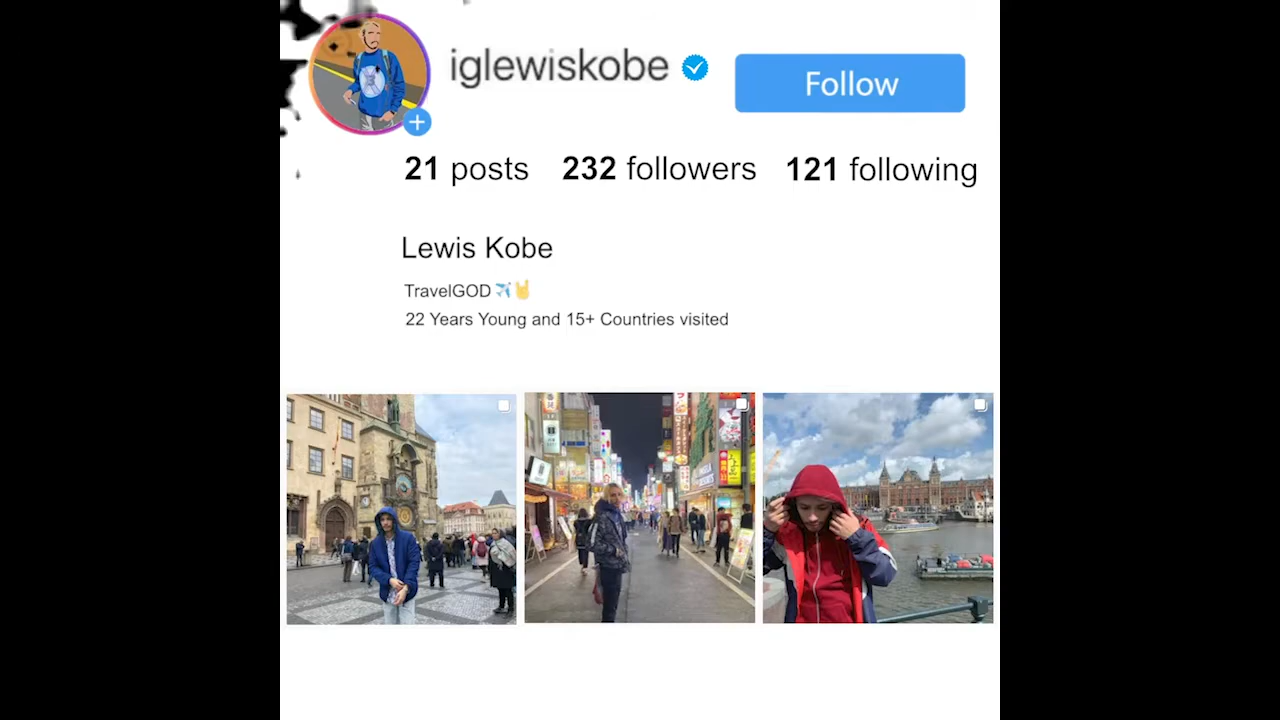 iglewiskobe
Follow
21 posts 232 followers 121 following
Lewis Kobe
TravelGOD ✈️🤘
22 Years Young and 15+ Countries visited